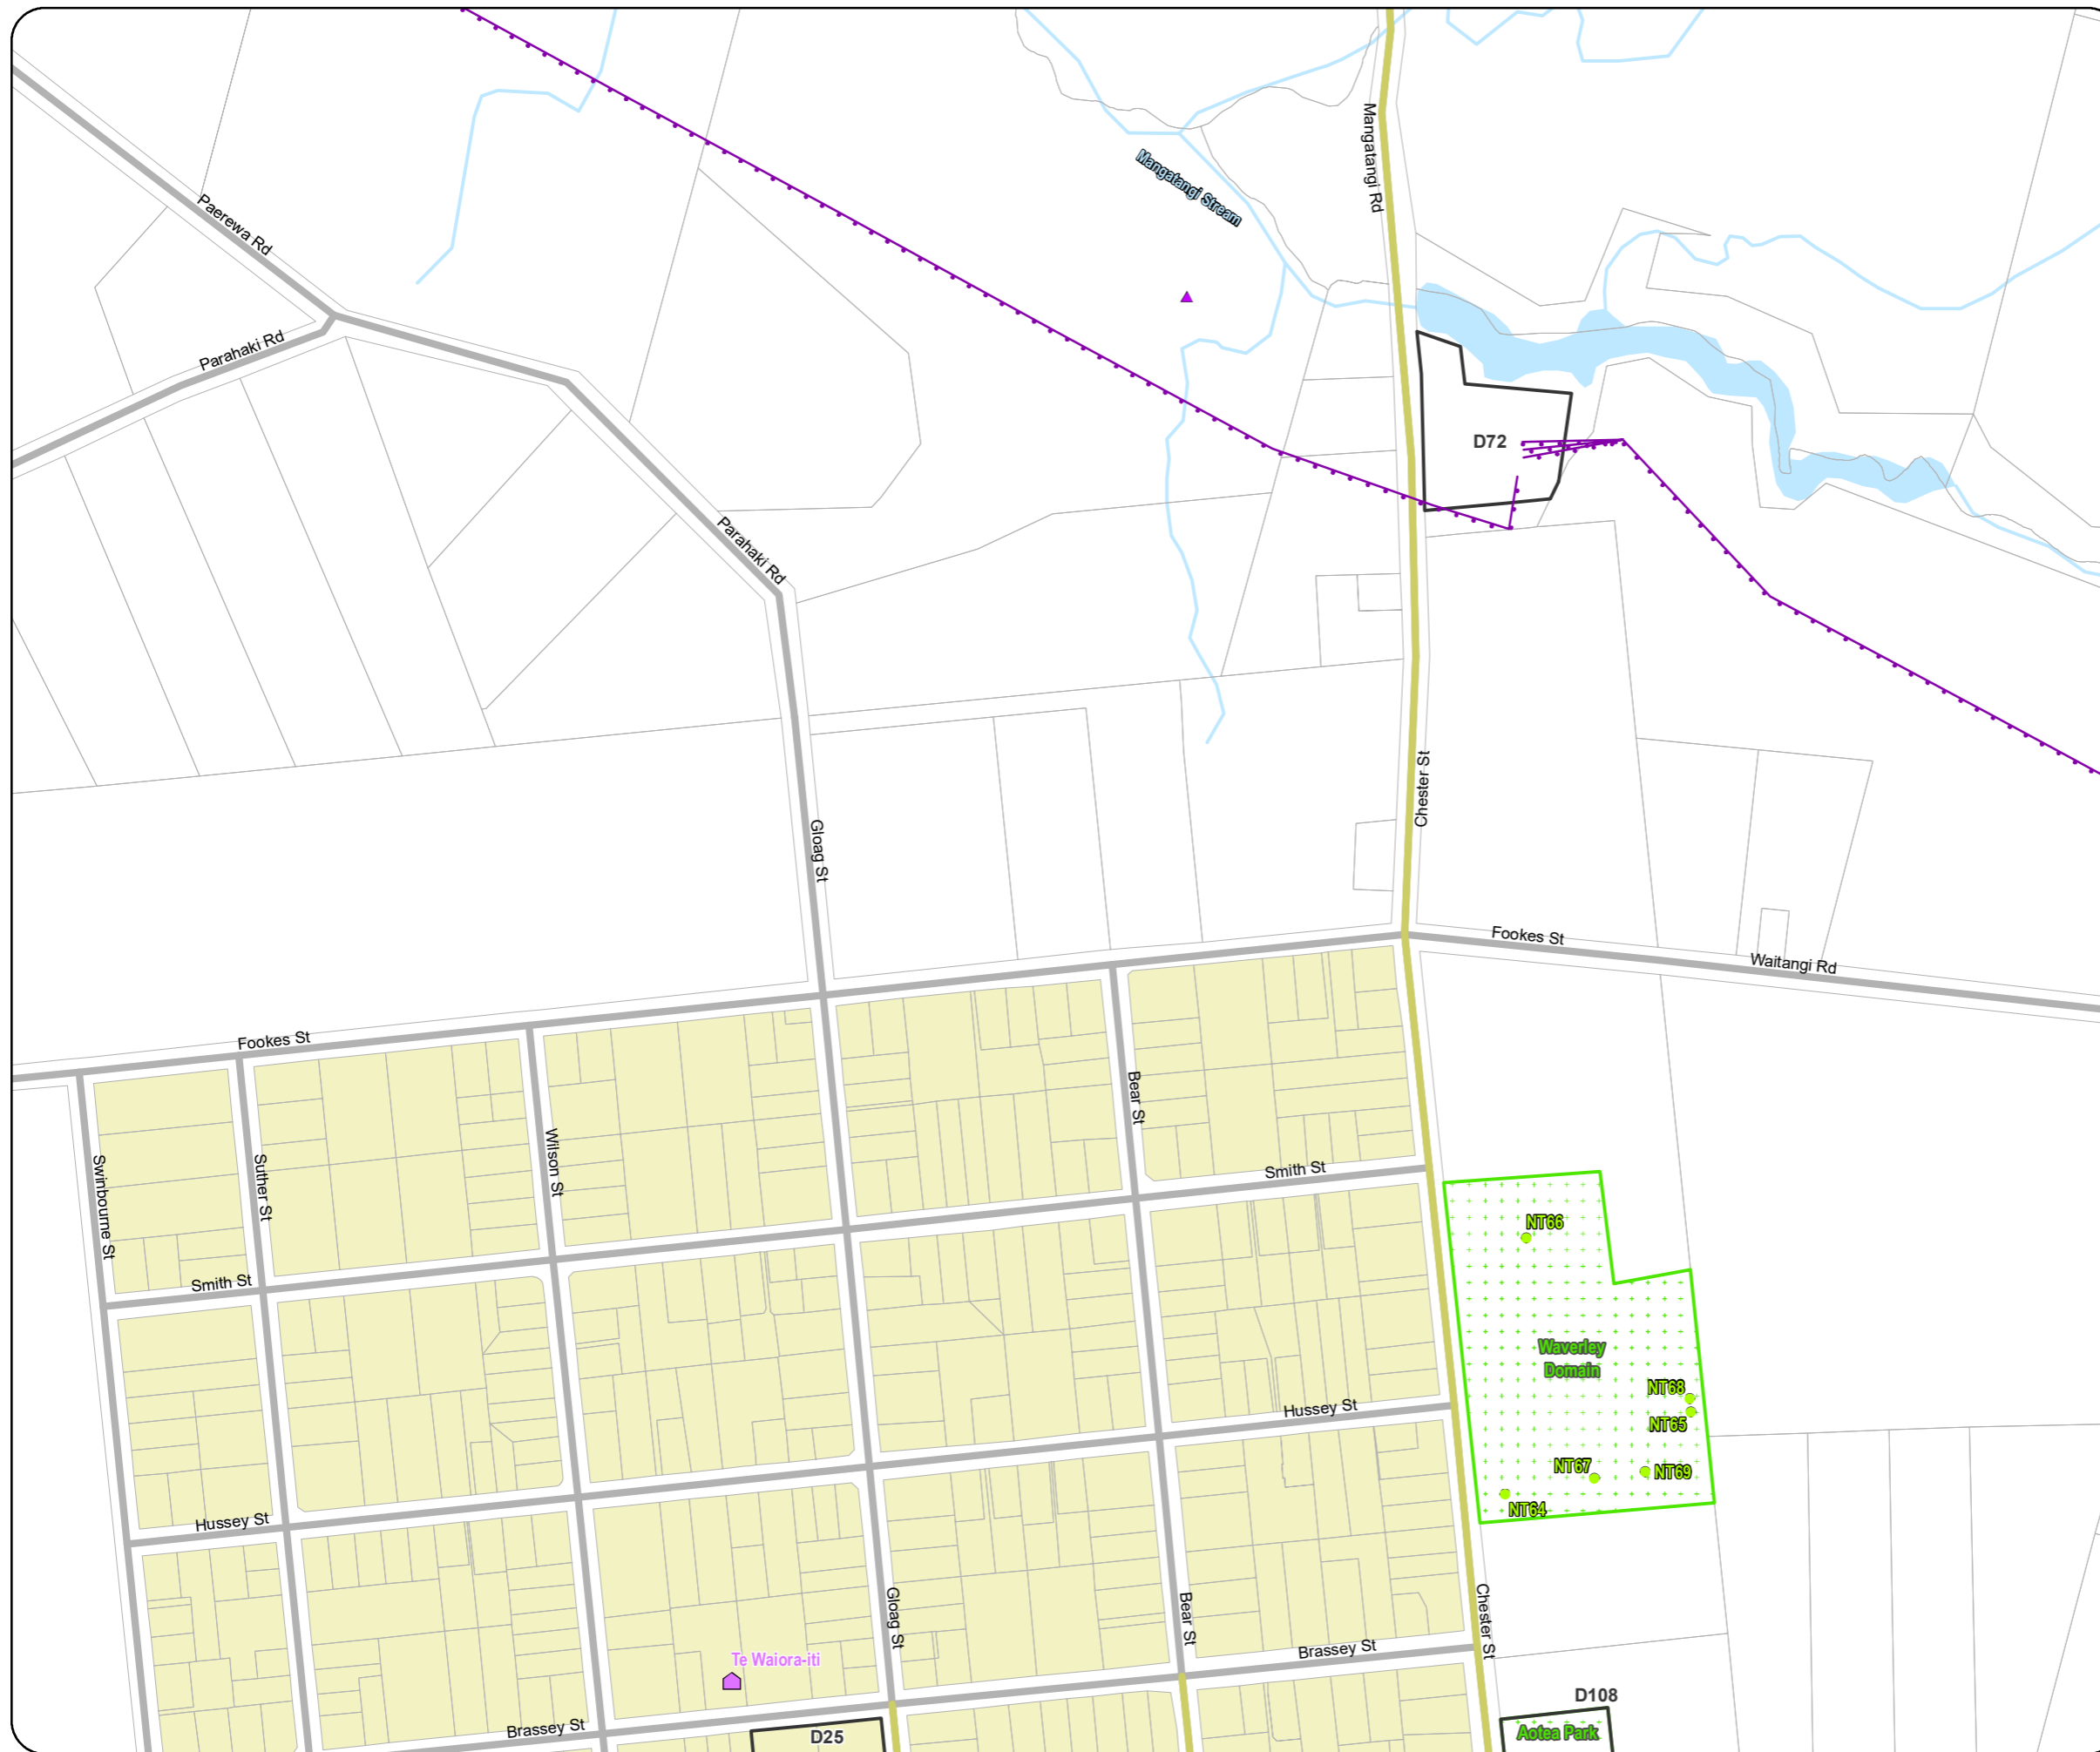 Mangatangi Rd
Mangatangi Stream
Paerewa Rd
Parahaki Rd
D72
Parahaki Rd
Chester St
Gloag St
Fookes St
Waitangi Rd
Fookes St
Bear St
Wilson St
Suther St
Swinbourne St
Smith St
NT66
Smith St
Waverley
Domain
NT68
NT65
Hussey St
NT67
NT69
NT64
Hussey St
Gloag St
Bear St
Chester St
Brassey St
Te Waiora-iti
D108
Brassey St
D25
Aotea Park